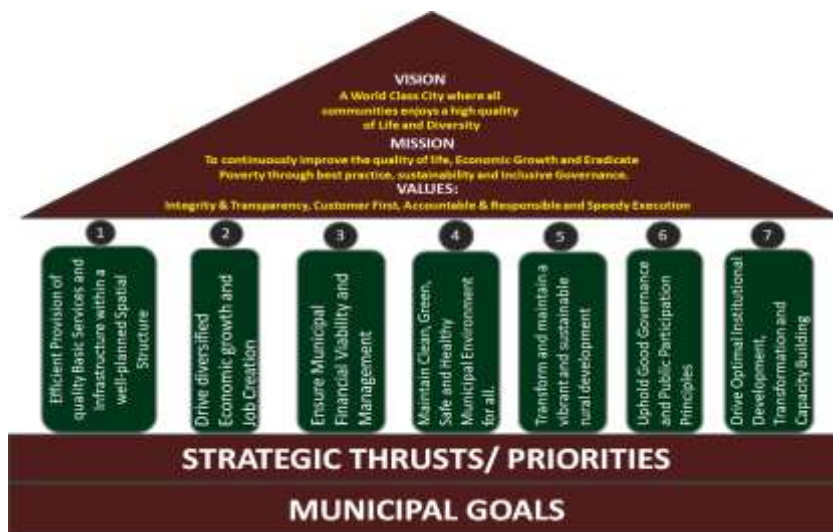 VISION
A World Class City where all
communities enjoys a high quality
of Life and Diversity
MISSION
To continuously improve the quality of life, Economic Growth and Eradicate
Poverty through best practice, sustainability and Inclusive Governance.
VALUES:
Integrity & Transparency, Customer First, Accountable & Responsible and Speedy Execution
1
Efficient Provision of
quality Basic Services and
Infrastructure within a
well-planned Spatial
Structure
2
Drive diversified
Economic growth and
Job Creation
3
Ensure Municipal
Financial Viability and
Management
4
Maintain Clean, Green,
Safe and Healthy
Municipal Environment
for all.
5
Transform and maintain a
vibrant and sustainable
rural development
6
Uphold Good Governance
and Public Participation
Principles
7
Drive Optimal Institutional
Development,
Transformation and
Capacity Building
STRATEGIC THRUSTS/ PRIORITIES
MUNICIPAL GOALS